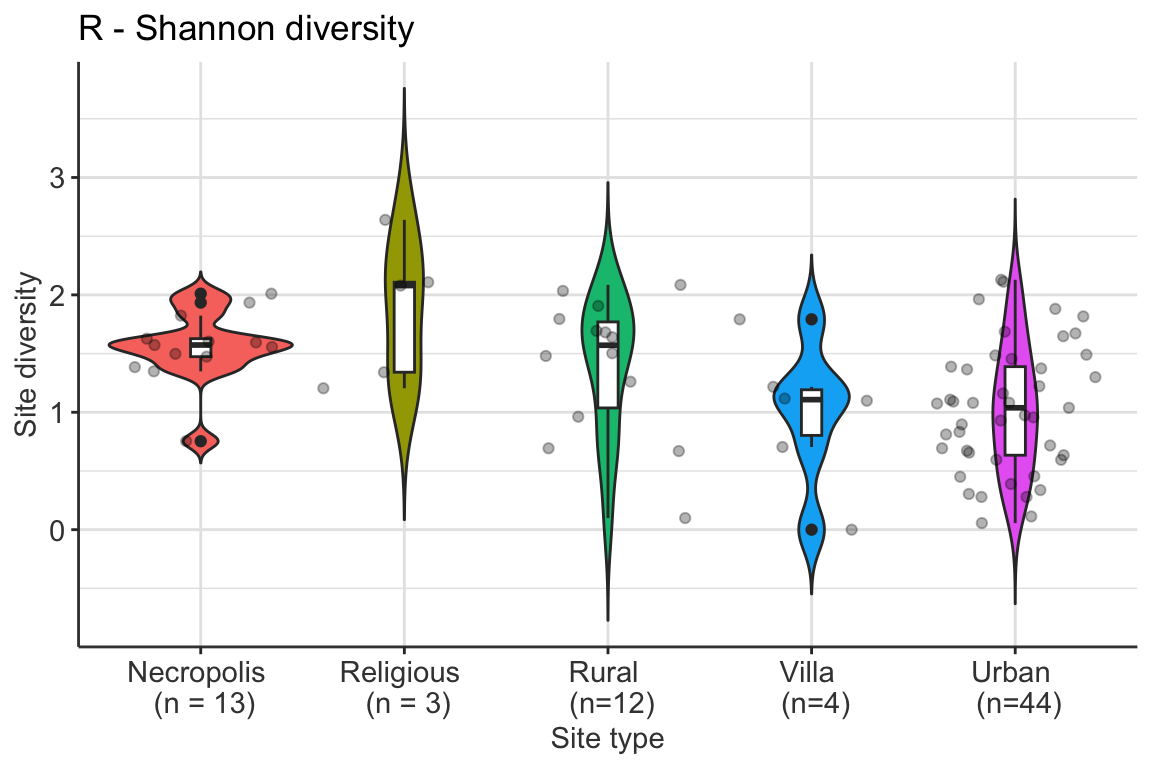 R - Shannon diversity
Site diversity
3
2
1
0
Necropolis
(n = 13)
Religious
(n = 3)
Rural
(n=12)
Villa
(n=4)
Urban
(n=44)
Site type